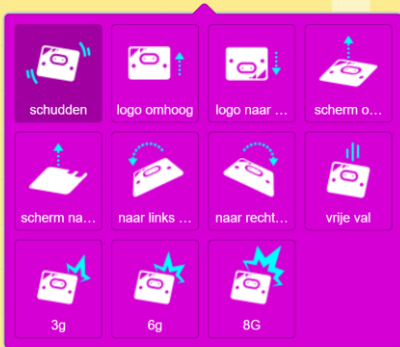 schudden
logo omhoog
logo naar ...
scherm o...
scherm na...
naar links ...
naar recht...
vrije val
3g
6g
8G